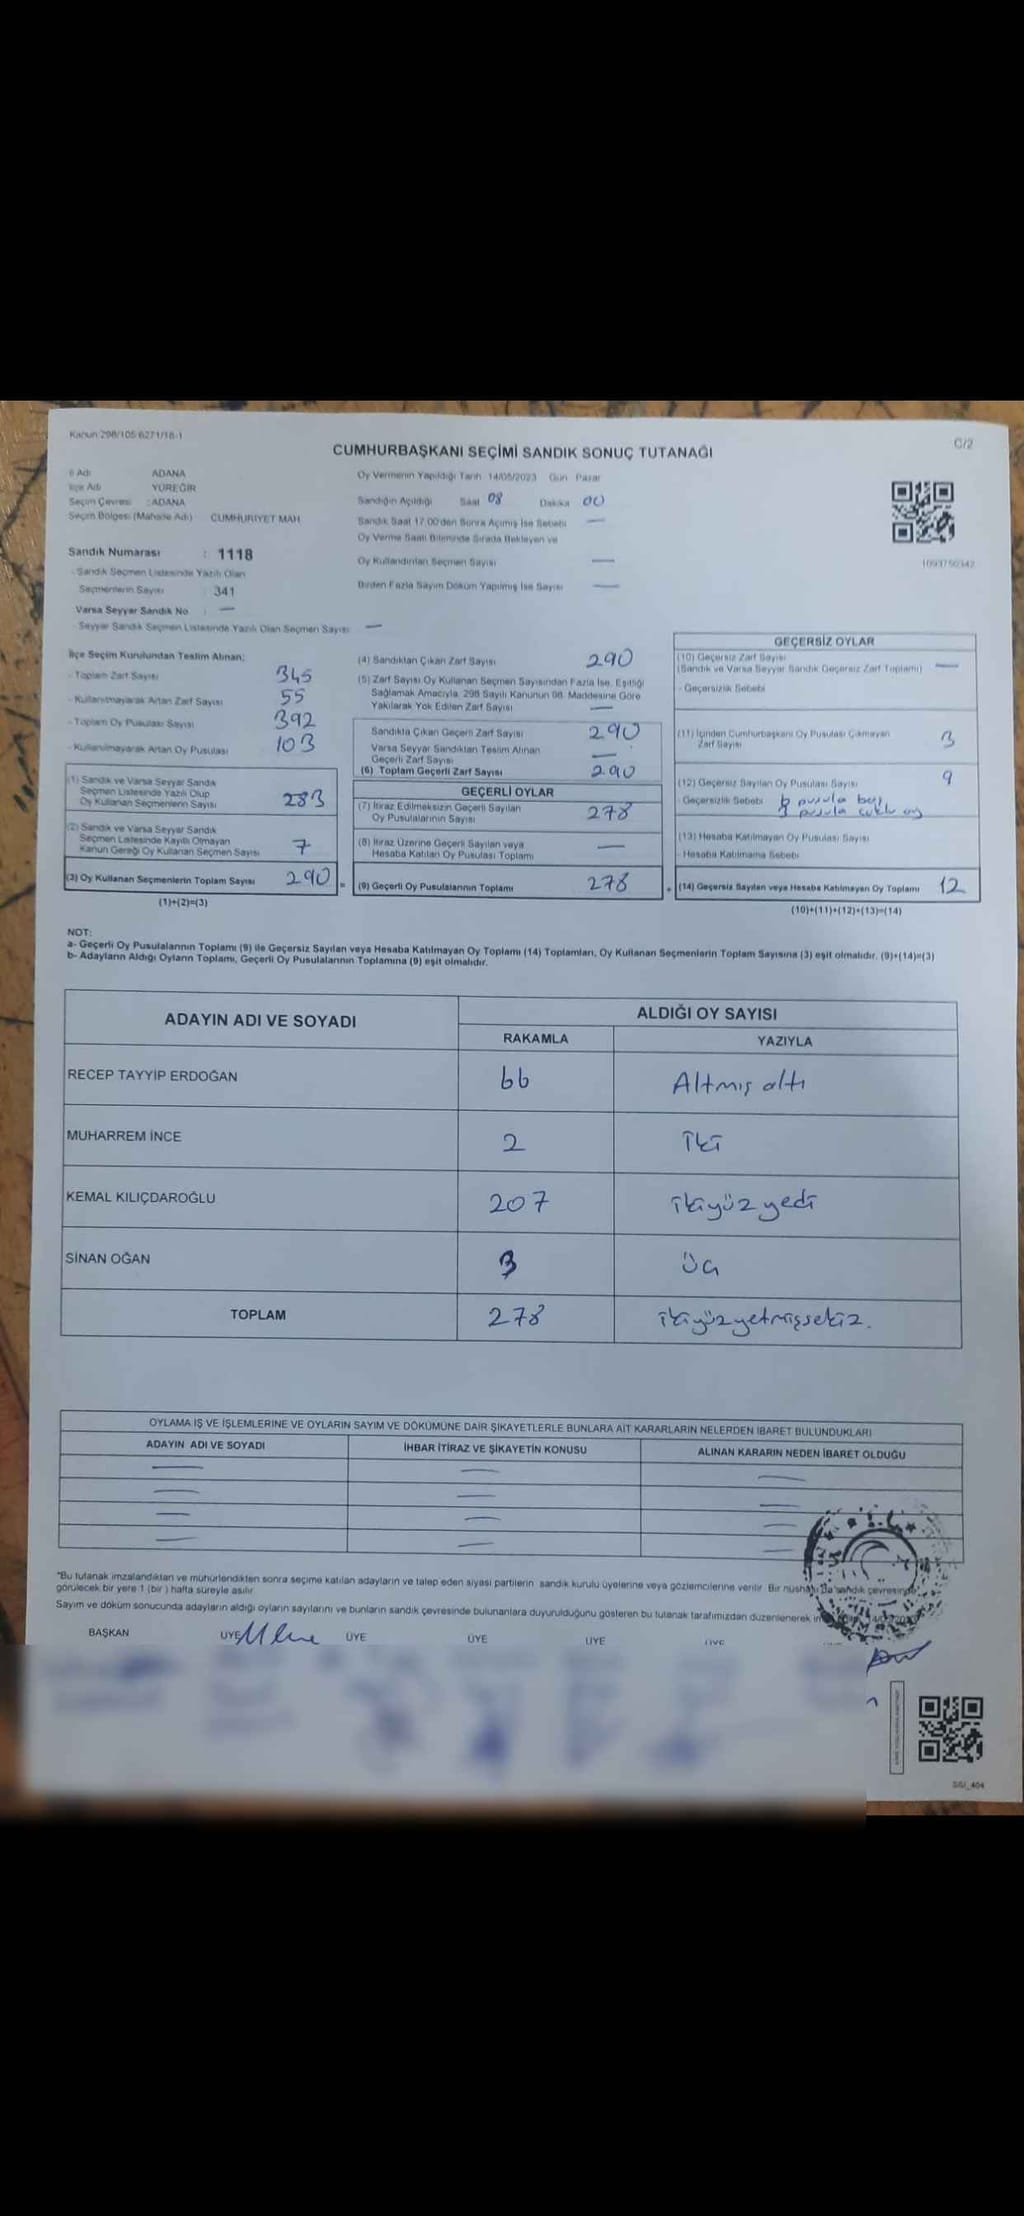 Kanun:298/105 6271/16-1
C/2
CUMHURBAŞKANI SEÇİMİ SANDIK SONUÇ TUTANAĞI
İl Adı ADANA
İlçe Adı YÜREĞİR
Seçim Çevresi : ADANA
Seçim Bölgesi (Mahalle Adı) CUMHURİYET MAH.
Sandık Numarası : 1118
- Sandık Seçmen Listesinde Yazılı Olan
Seçmenlerin Sayısı : 341
Varsa Seyyar Sandık No : —
- Seyyar Sandık Seçmen Listesinde Yazılı Olan Seçmen Sayısı: —
Oy Vermenin Yapıldığı Tarih 14/05/2023 Gün Pazar
Sandığın Açıldığı Saat 08 Dakika 00
Sandık Saat 17.00'den Sonra Açımış İse Sebebi —
Oy Verme Saati Bitiminde Sırada Bekleyen ve
Oy Kullandırılan Seçmen Sayısı —
Birden Fazla Sayım Döküm Yapılmış İse Sayısı —
1093750342
İlçe Seçim Kurulundan Teslim Alınan:
- Toplam Zarf Sayısı 345
- Kullanılmayarak Artan Zarf Sayısı 55
- Toplam Oy Pusulası Sayısı 392
- Kullanılmayarak Artan Oy Pusulası 103
(1) Sandık ve Varsa Seyyar Sandık
Seçmen Listesinde Yazılı Olup
Oy Kullanan Seçmenlerin Sayısı 283
(2) Sandık ve Varsa Seyyar Sandık
Seçmen Listesinde Kayıtlı Olmayan
Kanun Gereği Oy Kullanan Seçmen Sayısı 7
(3) Oy Kullanan Seçmenlerin Toplam Sayısı 290 =
(1)+(2)=(3)
(4) Sandıktan Çıkan Zarf Sayısı 290
(5) Zarf Sayısı Oy Kullanan Seçmen Sayısından Fazla İse, Eşitliği
Sağlamak Amacıyla, 298 Sayılı Kanunun 98. Maddesine Göre
Yakılarak Yok Edilen Zarf Sayısı —
Sandıkta Çıkan Geçerli Zarf Sayısı 290
Varsa Seyyar Sandıktan Teslim Alınan
Geçerli Zarf Sayısı —
(6) Toplam Geçerli Zarf Sayısı 290
GEÇERLİ OYLAR
(7) İtiraz Edilmeksizin Geçerli Sayılan
Oy Pusulalarının Sayısı 278
(8) İtiraz Üzerine Geçerli Sayılan veya
Hesaba Katılan Oy Pusulası Toplamı —
(9) Geçerli Oy Pusulalarının Toplamı 278 +
GEÇERSİZ OYLAR
(10) Geçersiz Zarf Sayısı
(Sandık ve Varsa Seyyar Sandık Geçersiz Zarf Toplamı) —
- Geçersizlik Sebebi
(11) İçinden Cumhurbaşkanı Oy Pusulası Çıkmayan
Zarf Sayısı 3
(12) Geçersiz Sayılan Oy Pusulası Sayısı 9
- Geçersizlik Sebebi pusula boş
pusula çoklu oy
(13) Hesaba Katılmayan Oy Pusulası Sayısı
- Hesaba Katılmama Sebebi
(14) Geçersiz Sayılan veya Hesaba Katılmayan Oy Toplamı 12
(10)+(11)+(12)+(13)=(14)
NOT:
a- Geçerli Oy Pusulalarının Toplamı (9) ile Geçersiz Sayılan veya Hesaba Katılmayan Oy Toplamı (14) Toplamları, Oy Kullanan Seçmenlerin Toplam Sayısına (3) eşit olmalıdır. (9)+(14)=(3)
b- Adayların Aldığı Oyların Toplamı, Geçerli Oy Pusulalarının Toplamına (9) eşit olmalıdır.
ADAYIN ADI VE SOYADI ALDIĞI OY SAYISI
RAKAMLA YAZIYLA
RECEP TAYYİP ERDOĞAN 66 Altmış altı
MUHARREM İNCE 2 iki
KEMAL KILIÇDAROĞLU 207 ikiyüz yedi
SİNAN OĞAN 3 üç
TOPLAM 278 ikiyüzyetmişsekiz.
OYLAMA İŞ VE İŞLEMLERİNE VE OYLARIN SAYIM VE DÖKÜMÜNE DAİR ŞİKAYETLERLE BUNLARA AİT KARARLARIN NELERDEN İBARET BULUNDUKLARI
ADAYIN ADI VE SOYADI İHBAR İTİRAZ VE ŞİKAYETİN KONUSU ALINAN KARARIN NEDEN İBARET OLDUĞU
— — —
— — —
— — —
— — —
"Bu tutanak imzalandıktan ve mühürlendikten sonra seçime katılan adayların ve talep eden siyasi partilerin sandık kurulu üyelerine veya gözlemcilerine verilir. Bir nüshası da sandık çevresinde
görülecek bir yere 1 (bir) hafta süreyle asılır.
Sayım ve döküm sonucunda adayların aldığı oyların sayılarını ve bunların sandık çevresinde bulunanlara duyurulduğunu gösteren bu tutanak tarafımızdan düzenlenerek
BAŞKAN ÜYE ÜYE ÜYE ÜYE ÜYE
SGI_404